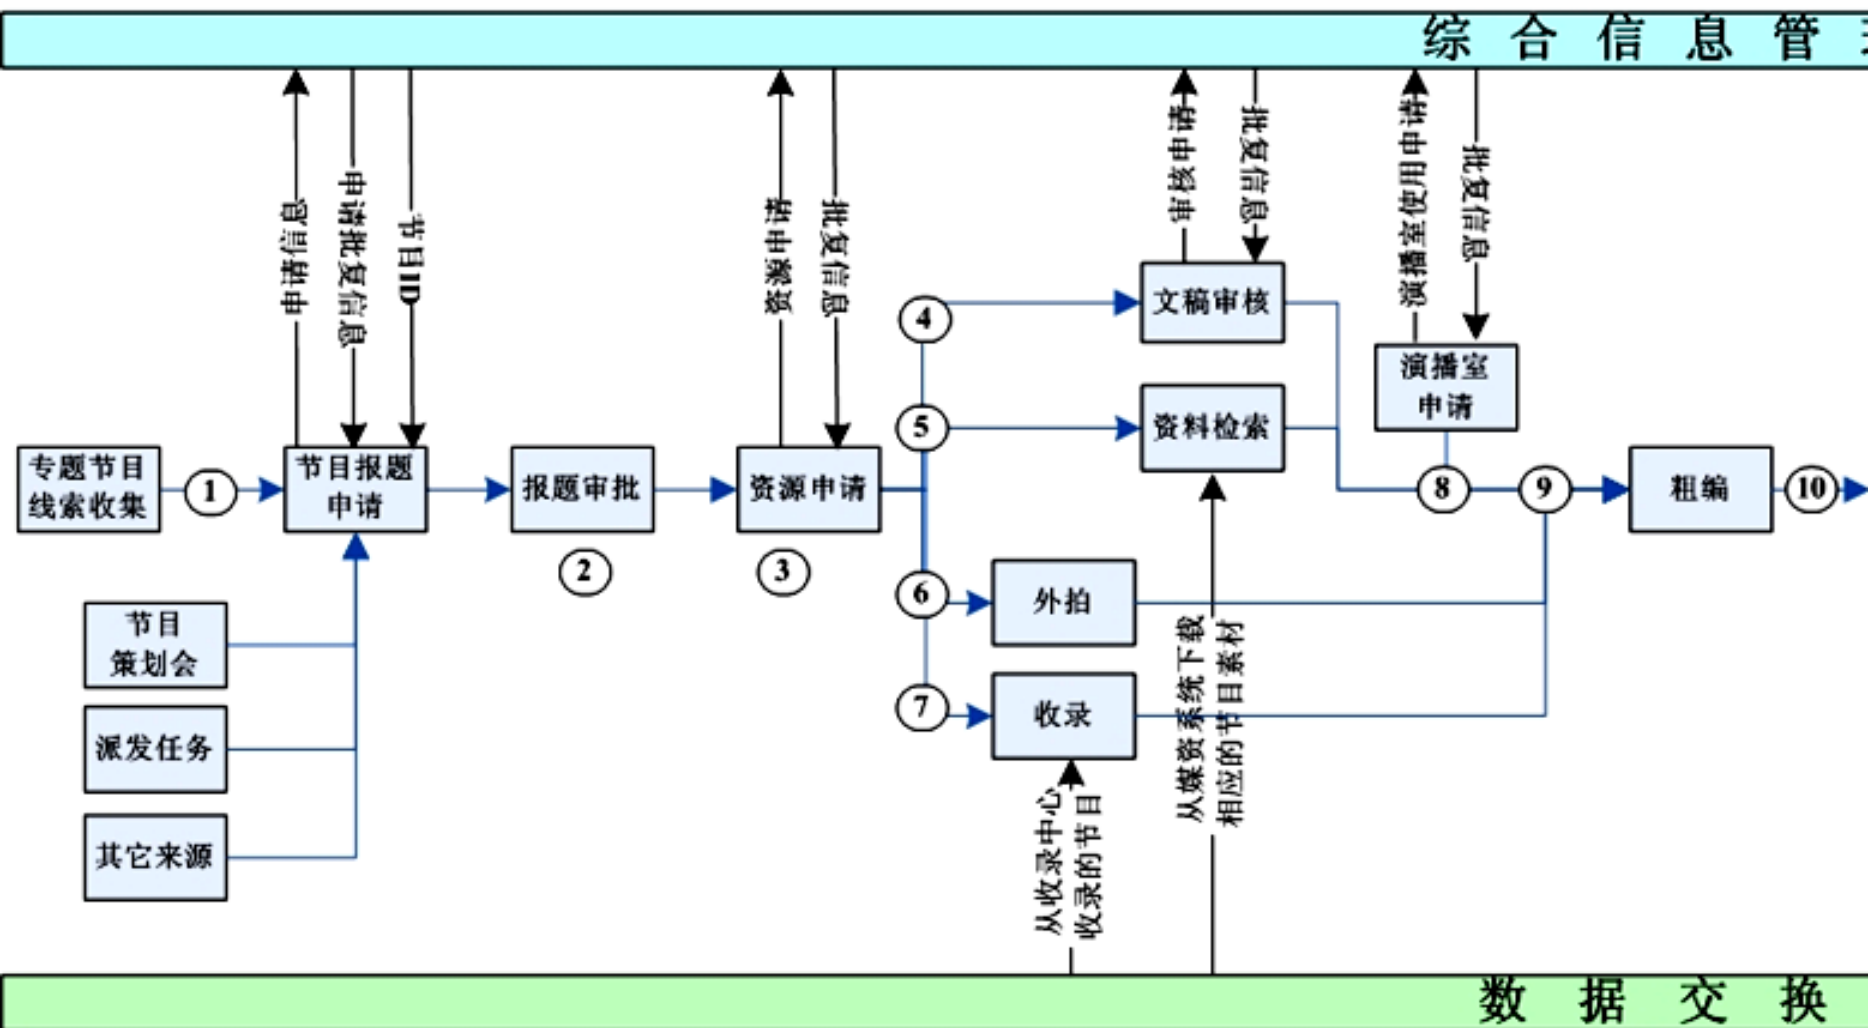 综合信息管
申请信息
申请批复信息
节目ID
资源申请
批复信息
审核申请
批复信息
演播室使用申请
批复信息
4
文稿审核
演播室
申请
5
资料检索
专题节目
线索收集
1
节目报题
申请
报题审批
资源申请
8
9
粗编
10
2
3
6
外拍
节目
策划会
7
收录
从媒资系统下载
相应的节目素材
派发任务
其它来源
从收录中心
收录的节目
数据交换